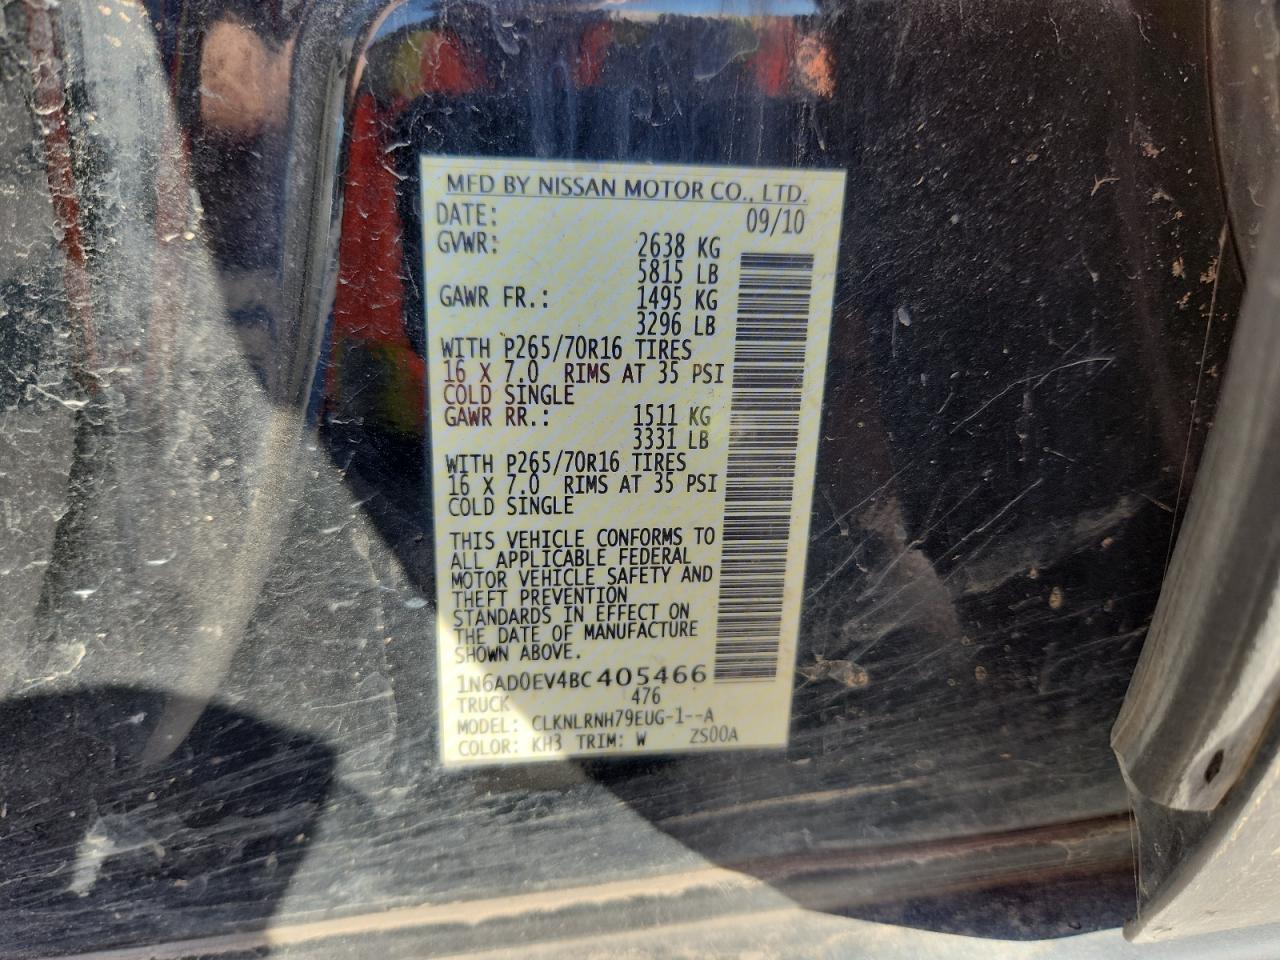 MFD BY NISSAN MOTOR CO., LTD.
DATE: 09/10
GVWR: 2638 KG
5815 LB
GAWR FR.: 1495 KG
3296 LB
WITH P265/70R16 TIRES
16 X 7.0 RIMS AT 35 PSI
COLD SINGLE
GAWR RR.: 1511 KG
3331 LB
WITH P265/70R16 TIRES
16 X 7.0 RIMS AT 35 PSI
COLD SINGLE
THIS VEHICLE CONFORMS TO
ALL APPLICABLE FEDERAL
MOTOR VEHICLE SAFETY AND
THEFT PREVENTION
STANDARDS IN EFFECT ON
THE DATE OF MANUFACTURE
SHOWN ABOVE.
1N6AD0EV4BC405466
TRUCK 476
MODEL: CLKNLRNH79EUG-1--A
COLOR: KH3 TRIM: W ZS00A